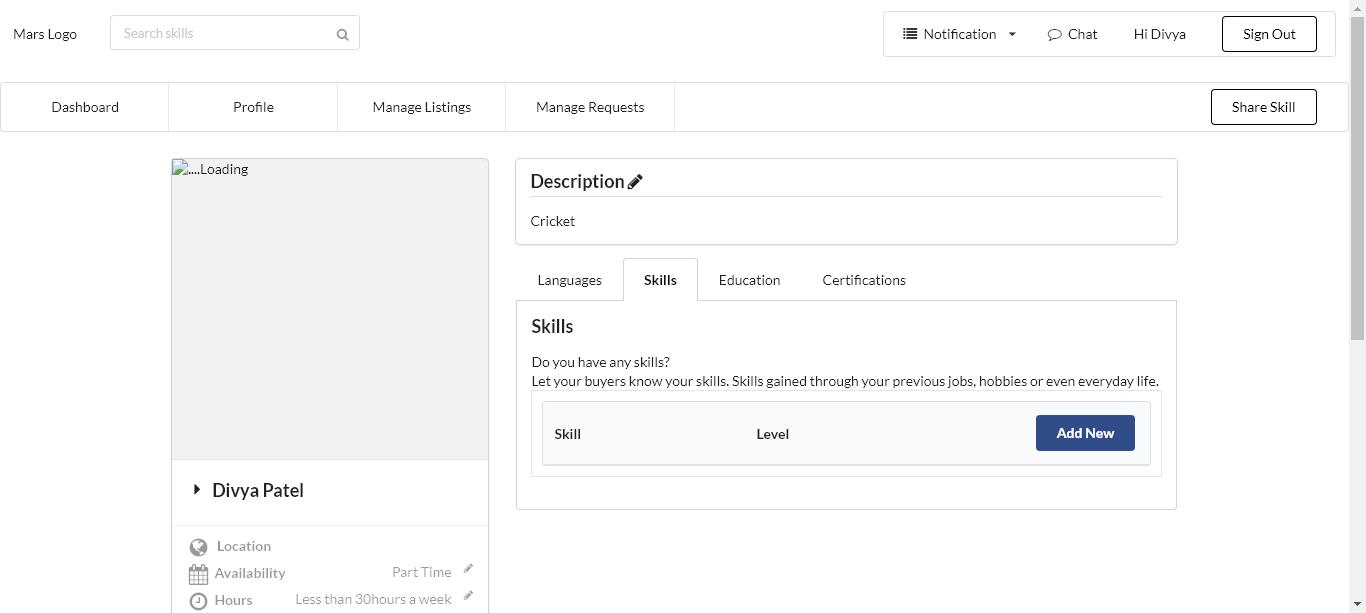 Mars Logo
Search skills
Notification
Chat
Hi Divya
Sign Out
Dashboard
Profile
Manage Listings
Manage Requests
Share Skill
....Loading
Description
Cricket
Languages
Skills
Education
Certifications
Skills
Do you have any skills?
Let your buyers know your skills. Skills gained through your previous jobs, hobbies or even everyday life.
Skill
Level
Add New
Divya Patel
Location
Availability
Part Time
Hours
Less than 30hours a week